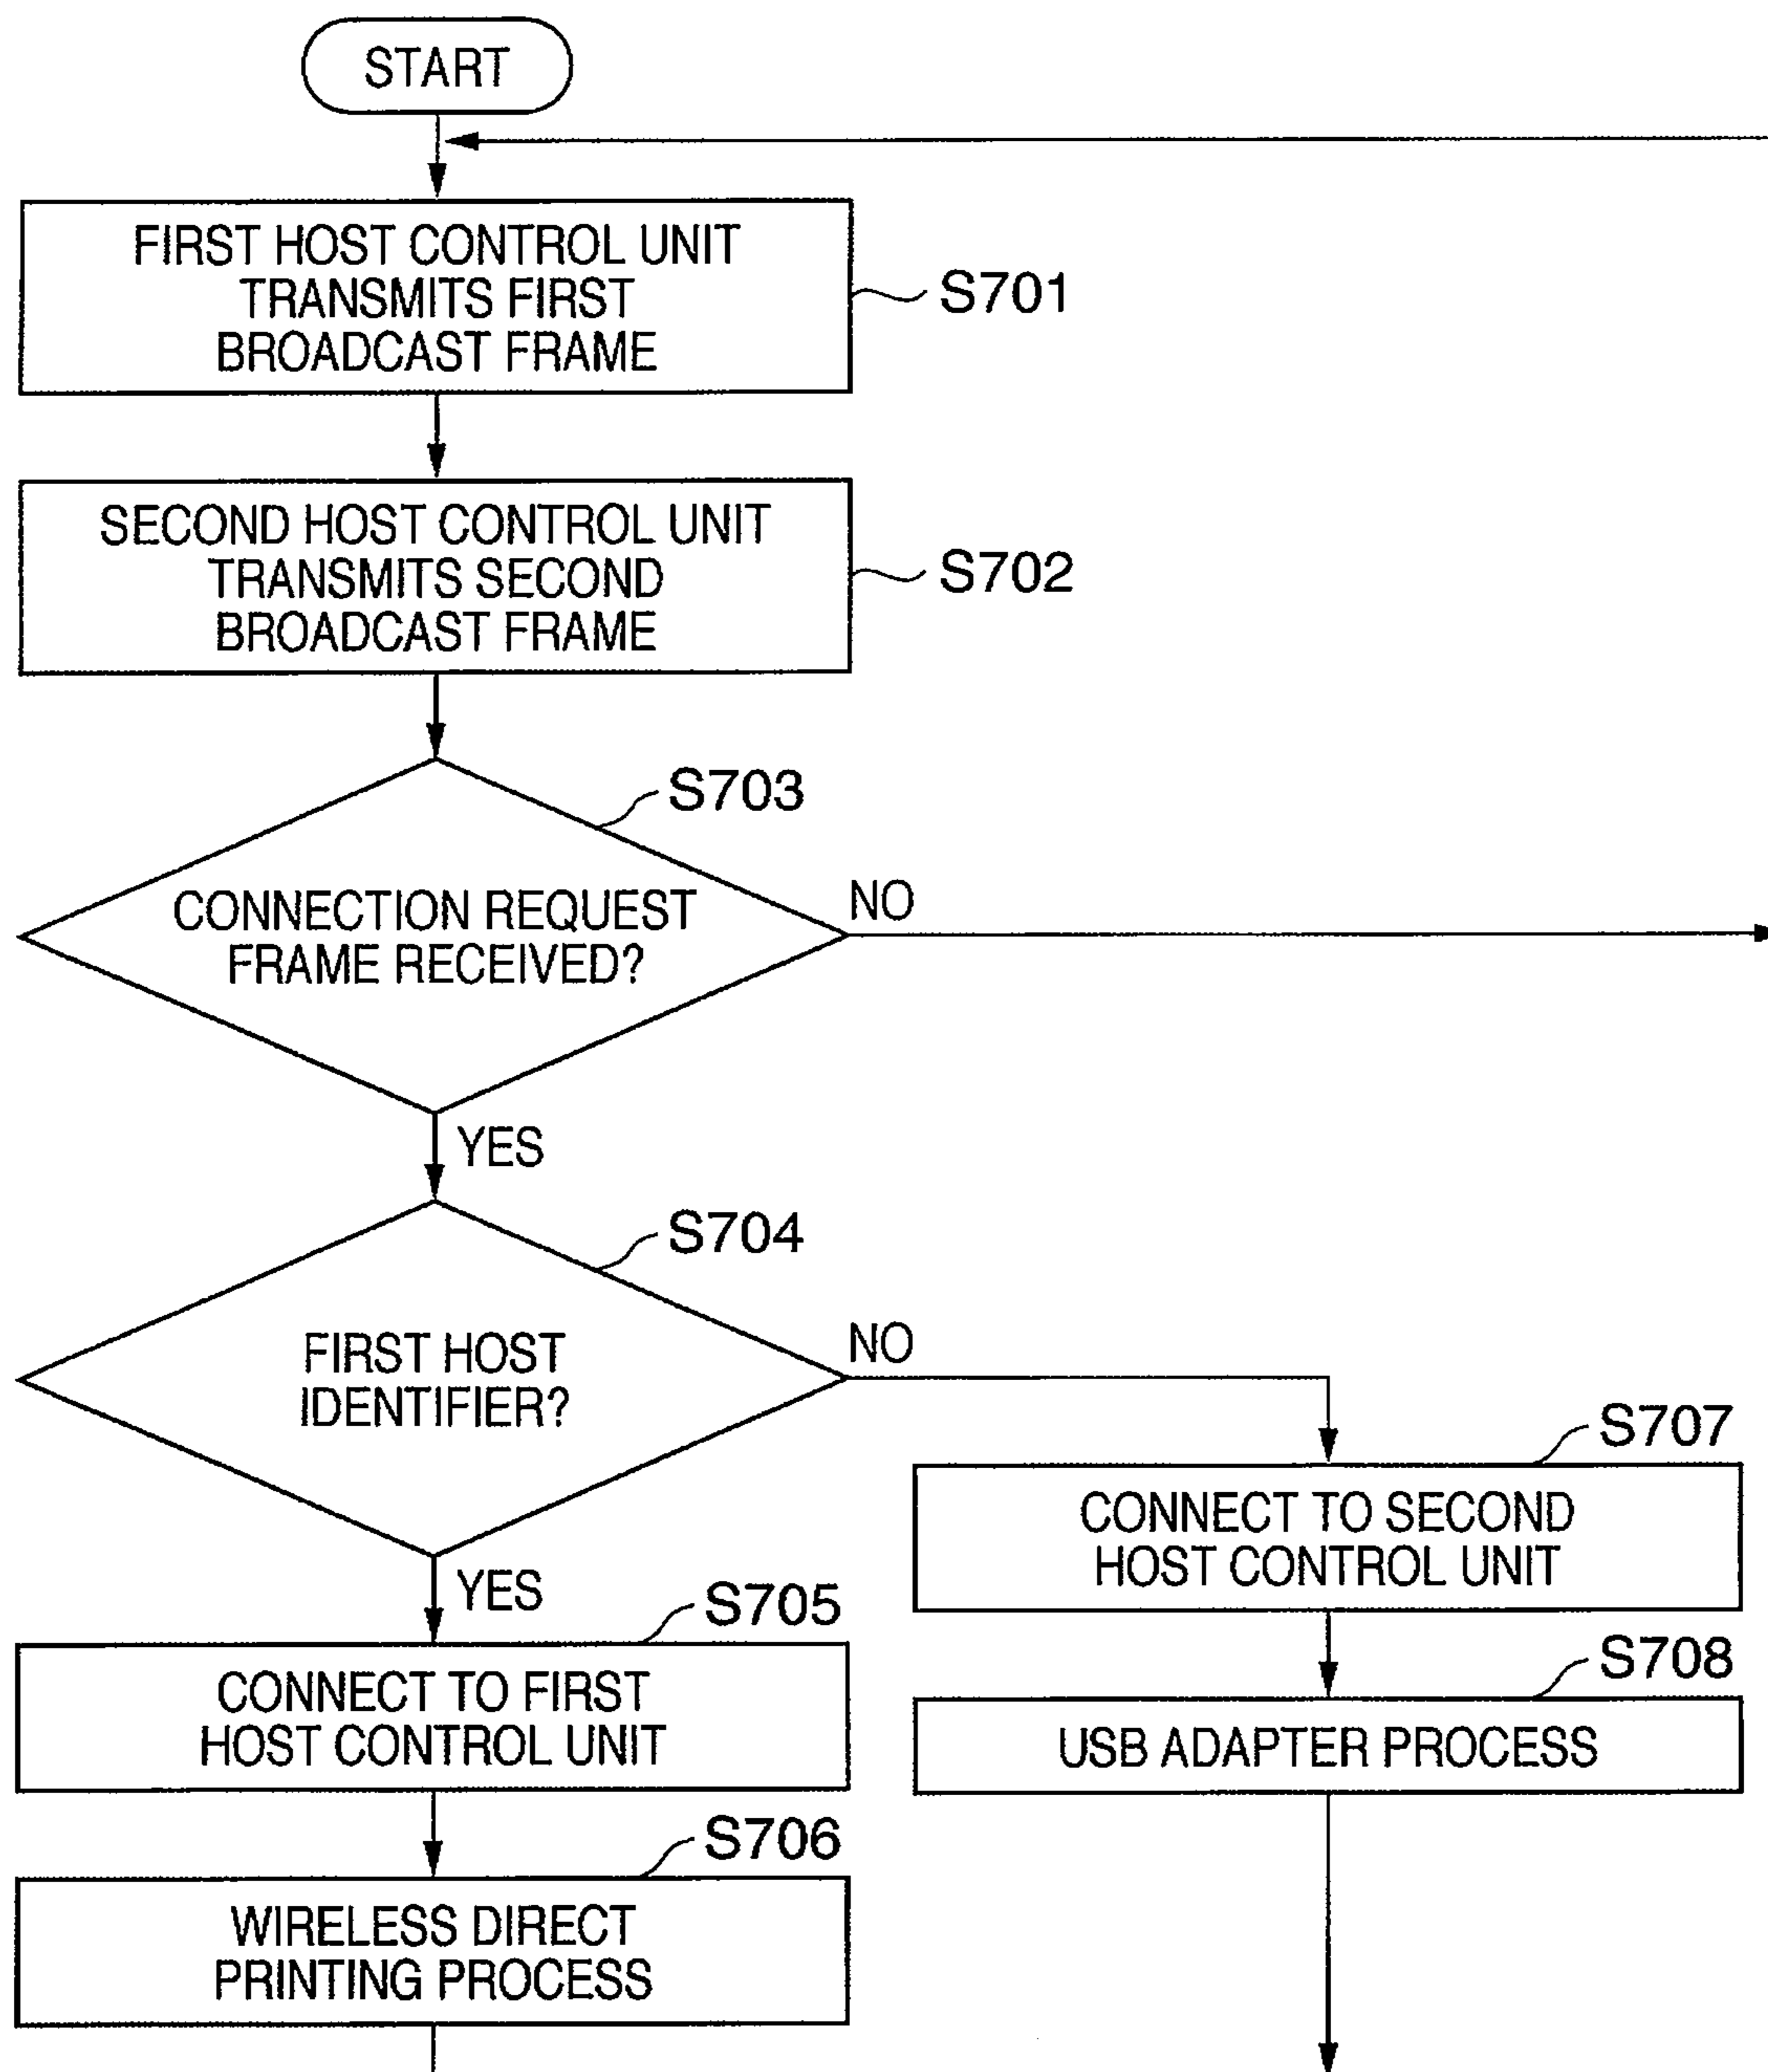 START
FIRST HOST CONTROL UNIT
TRANSMITS FIRST
BROADCAST FRAME
S701
SECOND HOST CONTROL UNIT
TRANSMITS SECOND
BROADCAST FRAME
S702
S703
CONNECTION REQUEST
FRAME RECEIVED?
NO
YES
S704
FIRST HOST
IDENTIFIER?
NO
YES
S707
CONNECT TO SECOND
HOST CONTROL UNIT
S705
CONNECT TO FIRST
HOST CONTROL UNIT
S708
USB ADAPTER PROCESS
S706
WIRELESS DIRECT
PRINTING PROCESS